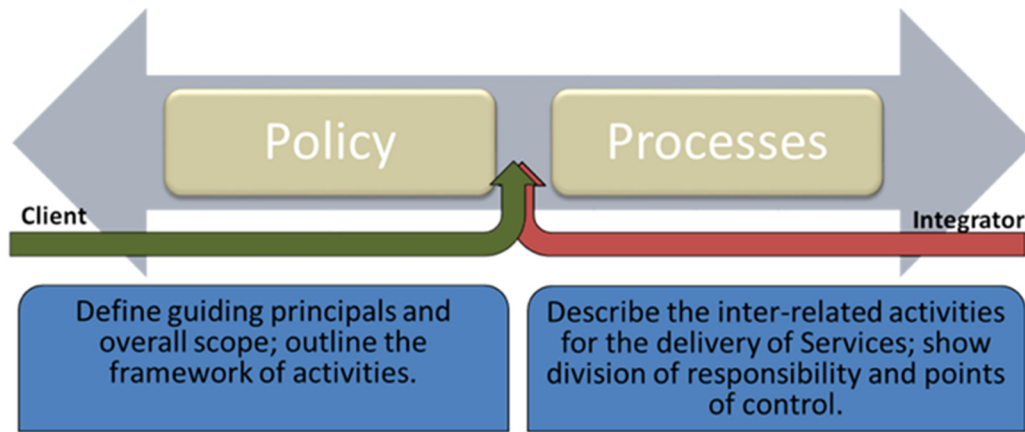 Policy
Processes
Client
Integrator
Define guiding principals and
overall scope; outline the
framework of activities.
Describe the inter-related activities
for the delivery of Services; show
division of responsibility and points
of control.